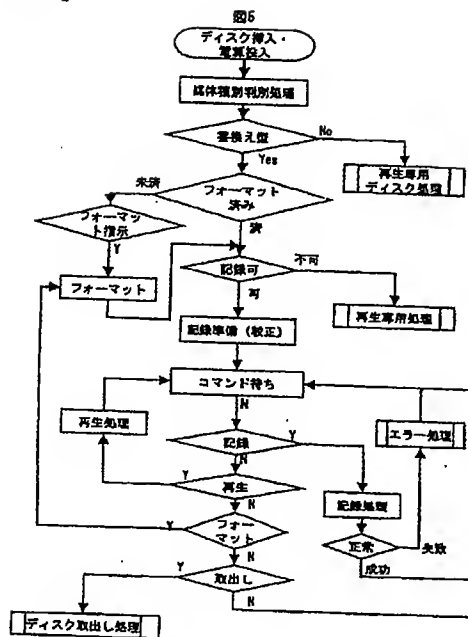 図5
ディスク挿入・
電源投入
媒体種別判別処理
書換え型
No
Yes
再生専用
ディスク処理
未済
フォーマット
済み
フォーマッ
ト指示
済
Y
記録可
不可
フォーマット
可
再生専用処理
記録準備(較正)
コマンド待ち
N
再生処理
記録
Y
エラー処理
N
Y
再生
記録処理
N
Y
フォー
マット
正常
失敗
N
成功
Y
取出し
N
ディスク取出し処理